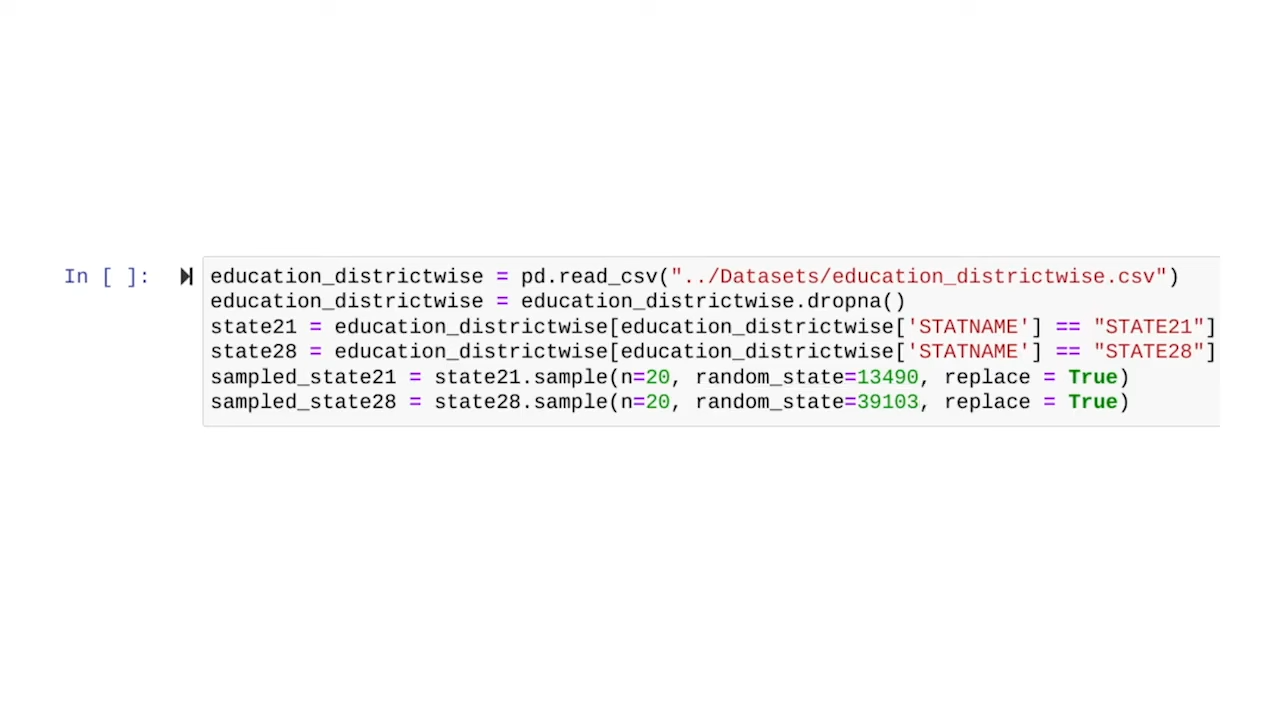 In [ ]:
education_districtwise = pd.read_csv("../Datasets/education_districtwise.csv")
education_districtwise = education_districtwise.dropna()
state21 = education_districtwise[education_districtwise['STATNAME'] == "STATE21"]
state28 = education_districtwise[education_districtwise['STATNAME'] == "STATE28"]
sampled_state21 = state21.sample(n=20, random_state=13490, replace = True)
sampled_state28 = state28.sample(n=20, random_state=39103, replace = True)